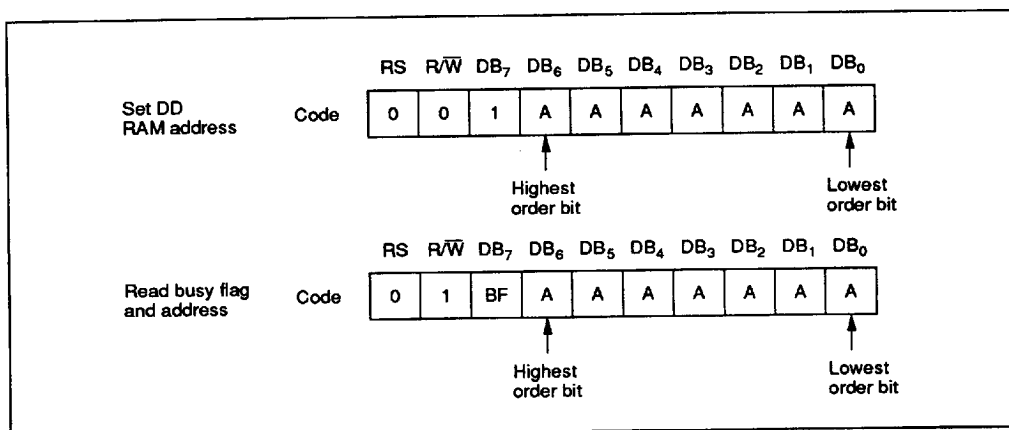 RS R/W̅ DB₇ DB₆ DB₅ DB₄ DB₃ DB₂ DB₁ DB₀
Set DD
RAM address
Code 0 0 1 A A A A A A A
Highest
order bit
Lowest
order bit
RS R/W̅ DB₇ DB₆ DB₅ DB₄ DB₃ DB₂ DB₁ DB₀
Read busy flag
and address
Code 0 1 BF A A A A A A A
Highest
order bit
Lowest
order bit